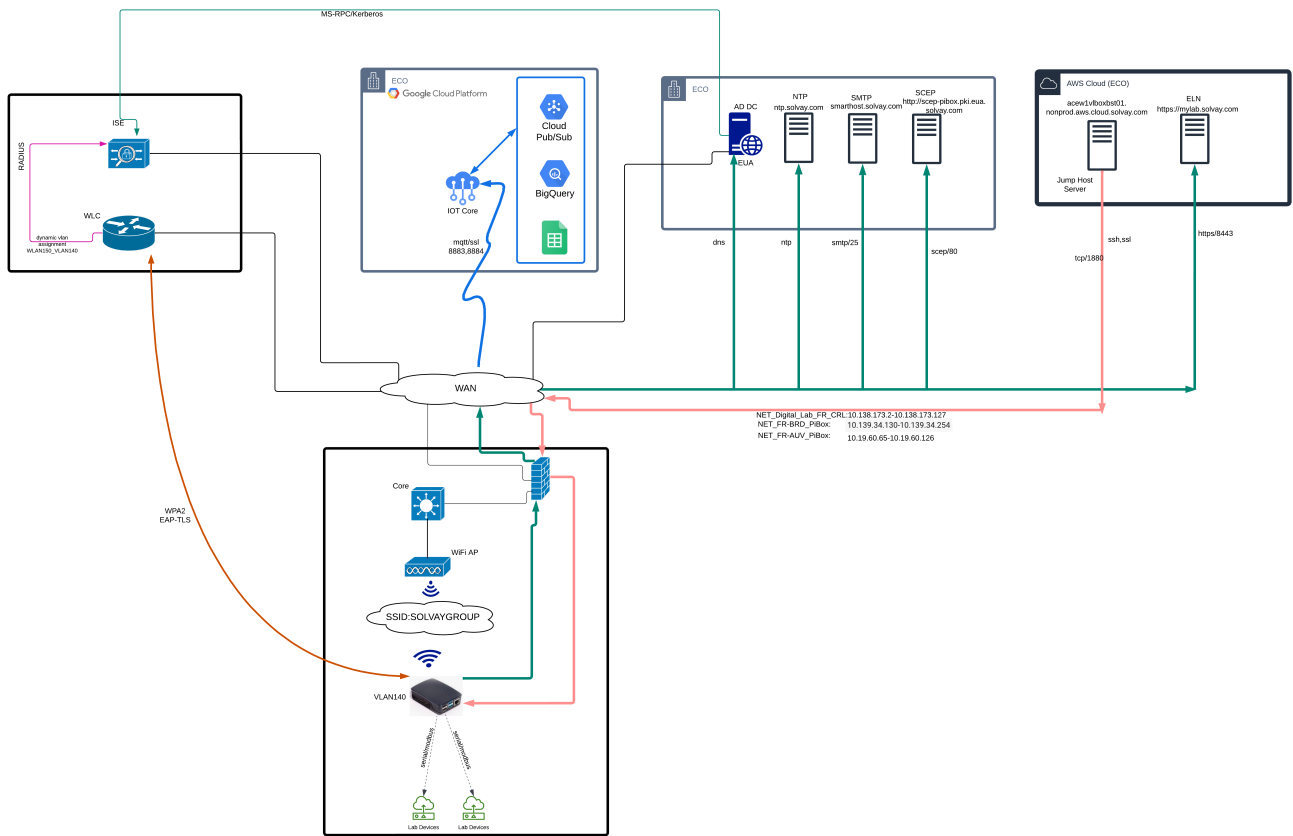 MS-RPC/Kerberos
ISE
RADIUS
WLC
dynamic vlan
assignment
WLAN150_VLAN140
ECO
Google Cloud Platform
Cloud
Pub/Sub
BigQuery
IOT Core
mqtt/ssl
8883,8884
ECO
AD DC
EUA
NTP
ntp.solvay.com
SMTP
smarthost.solvay.com
SCEP
http://scep-pibox.pki.eua.
solvay.com
AWS Cloud (ECO)
acew1vlboxbst01.
nonprod.aws.cloud.solvay.com
Jump Host
Server
ELN
https://mylab.solvay.com
dns
ntp
smtp/25
scep/80
ssh,ssl
tcp/1880
https/8443
WAN
NET_Digital_Lab_FR_CRL:10.138.173.2-10.138.173.127
NET_FR-BRD_PiBox: 10.139.34.130-10.139.34.254
NET_FR-AUV_PiBox: 10.19.60.65-10.19.60.126
Core
WiFi AP
WPA2
EAP-TLS
SSID:SOLVAYGROUP
VLAN140
serial/modbus
serial/modbus
Lab Devices
Lab Devices